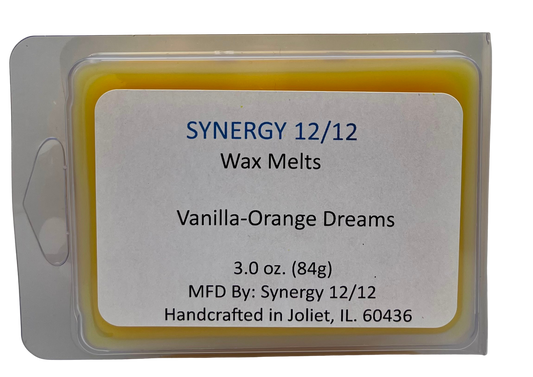 SYNERGY 12/12
Wax Melts
Vanilla-Orange Dreams
3.0 oz. (84g)
MFD By: Synergy 12/12
Handcrafted in Joliet, IL. 60436